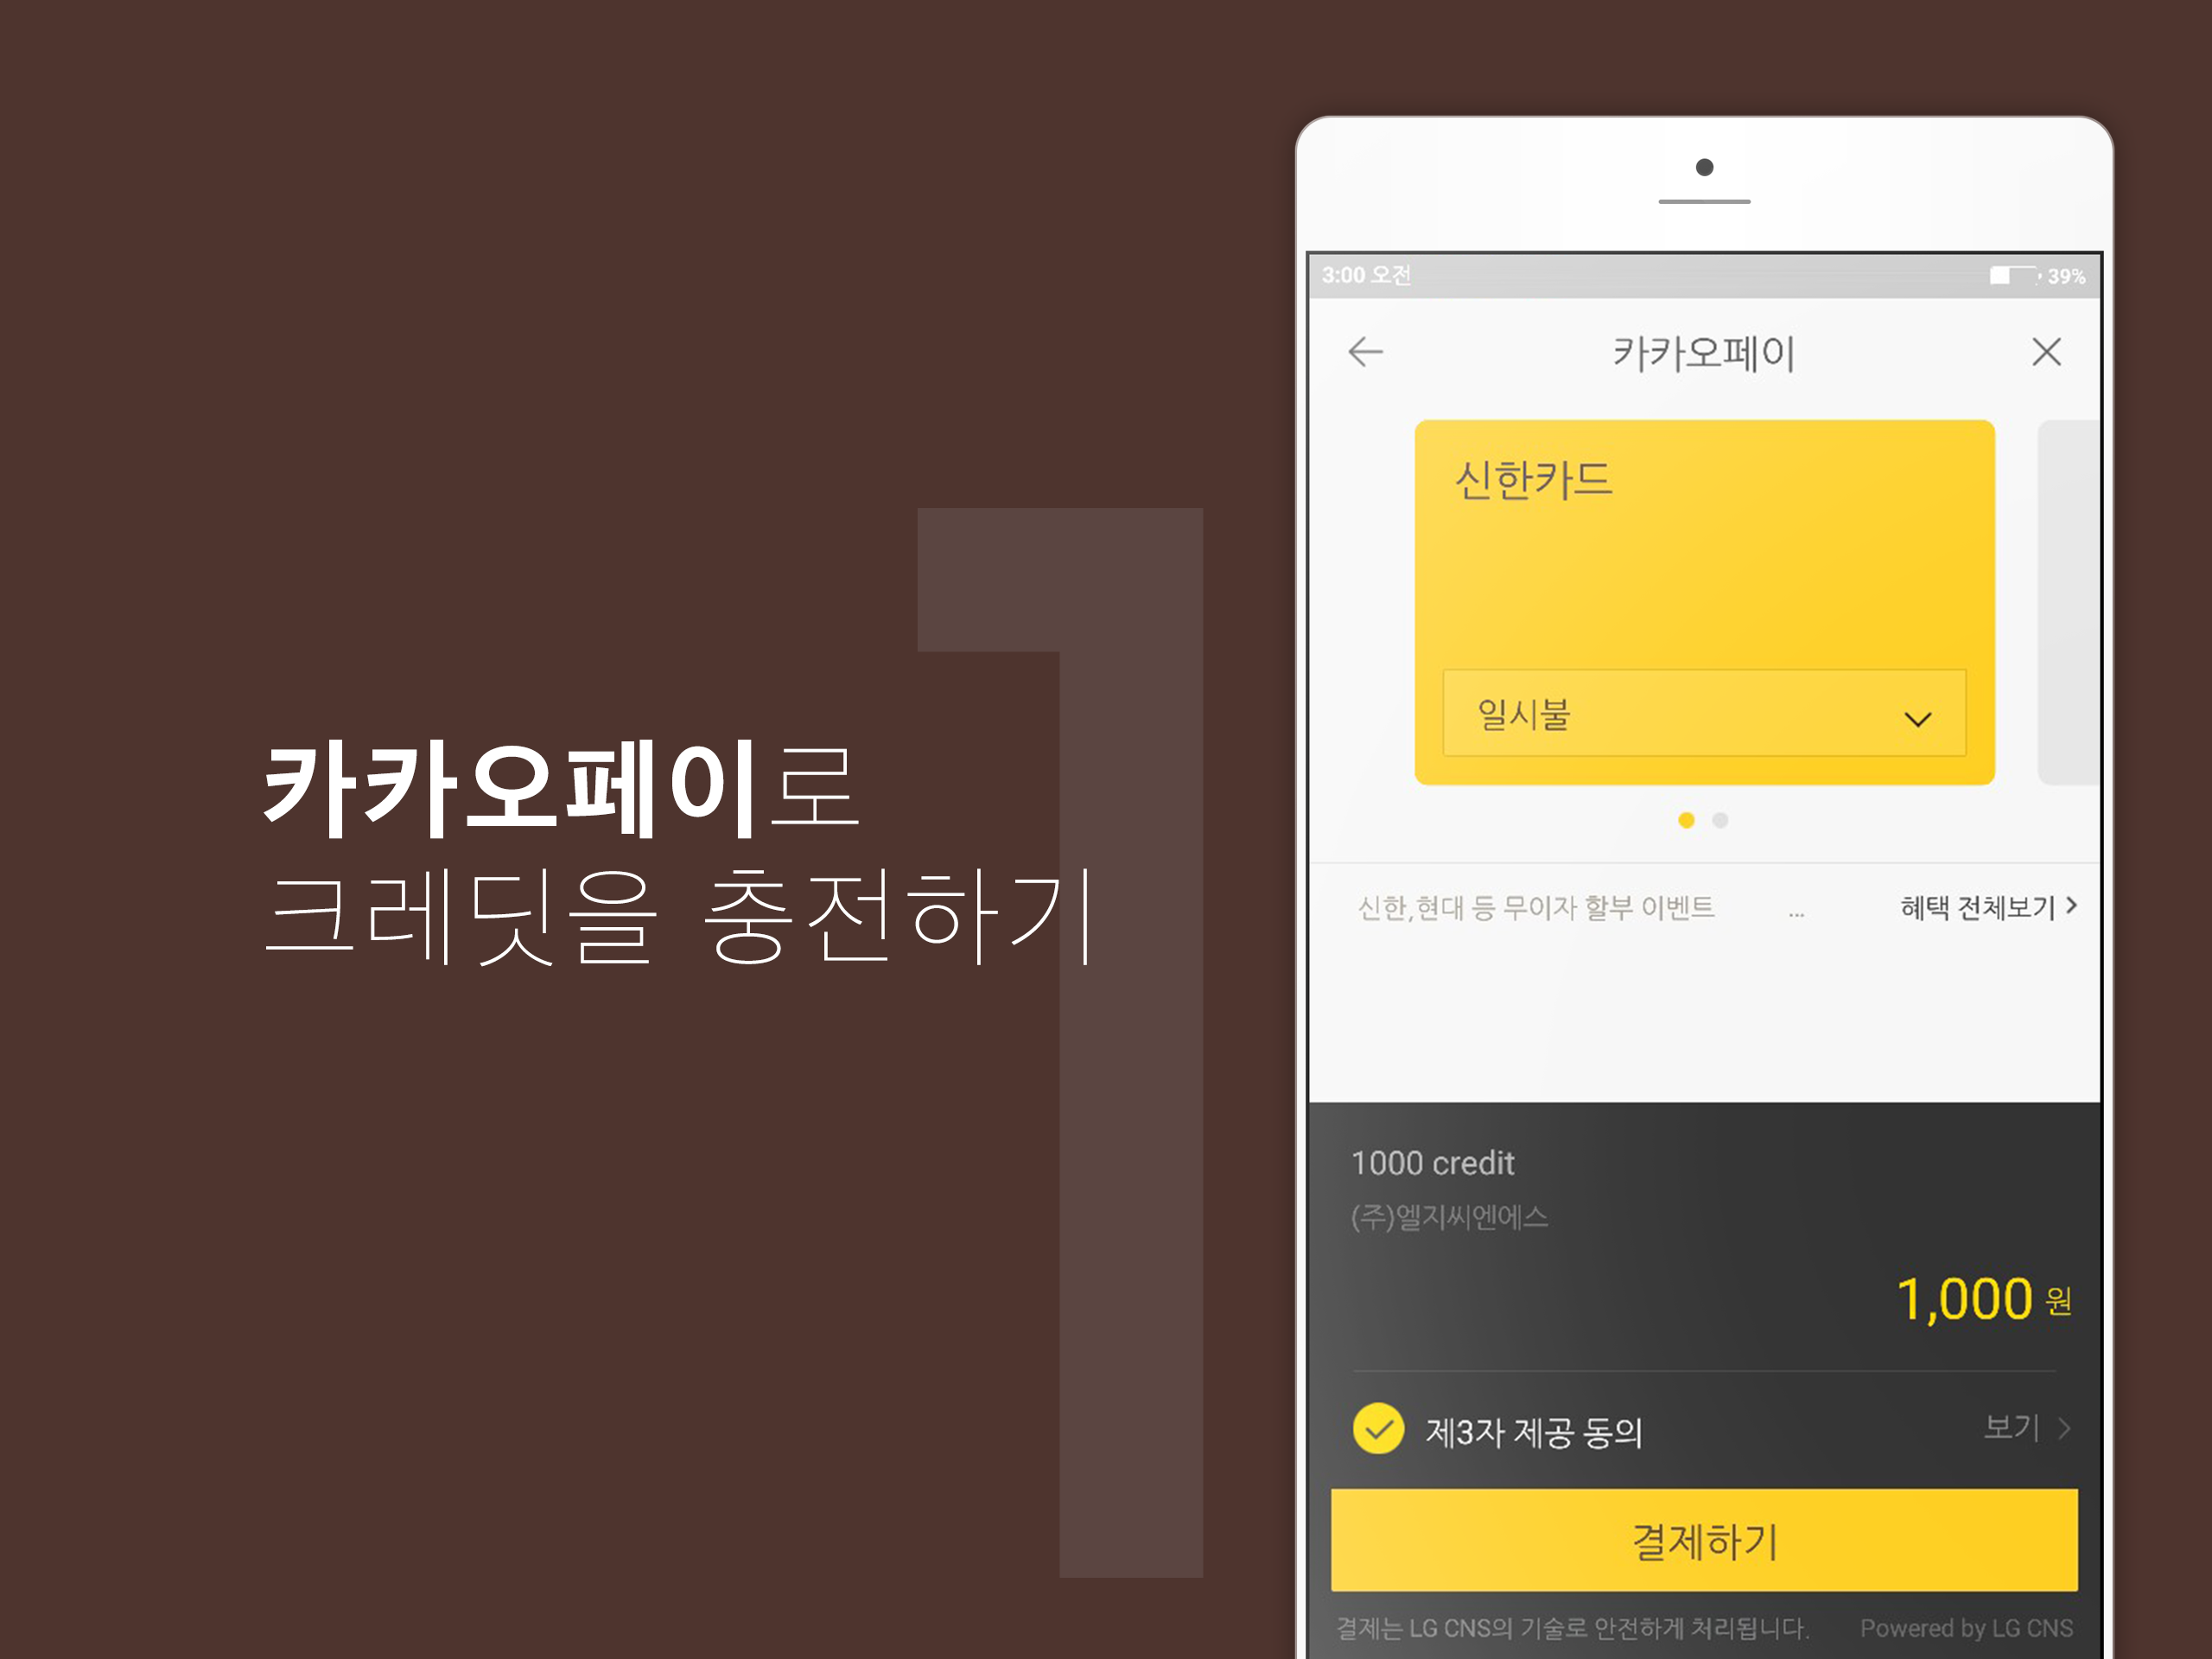 1
카카오페이로
크레딧을 충전하기
3:00 오전
39%
카카오페이
신한카드
일시불
신한,현대 등 무이자 할부 이벤트 ...
혜택 전체보기
1000 credit
(주)엘지씨엔에스
1,000 원
제3자 제공 동의
보기
결제하기
결제는 LG CNS의 기술로 안전하게 처리됩니다.
Powered by LG CNS